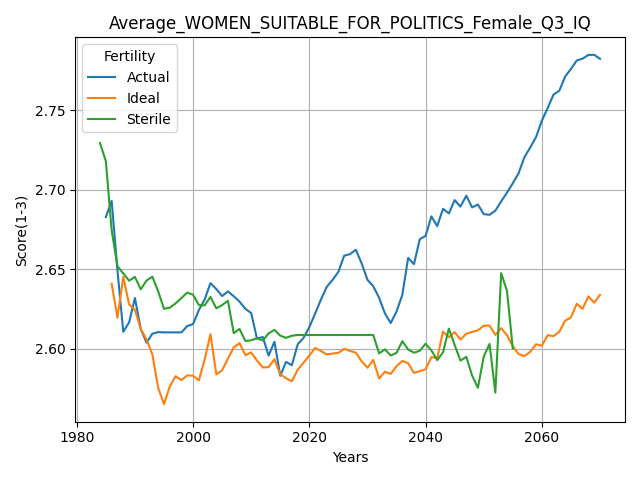 Average_WOMEN_SUITABLE_FOR_POLITICS_Female_Q3_IQ
Fertility
Actual
Ideal
Sterile
Score(1-3)
2.75
2.70
2.65
2.60
1980
2000
2020
2040
2060
Years